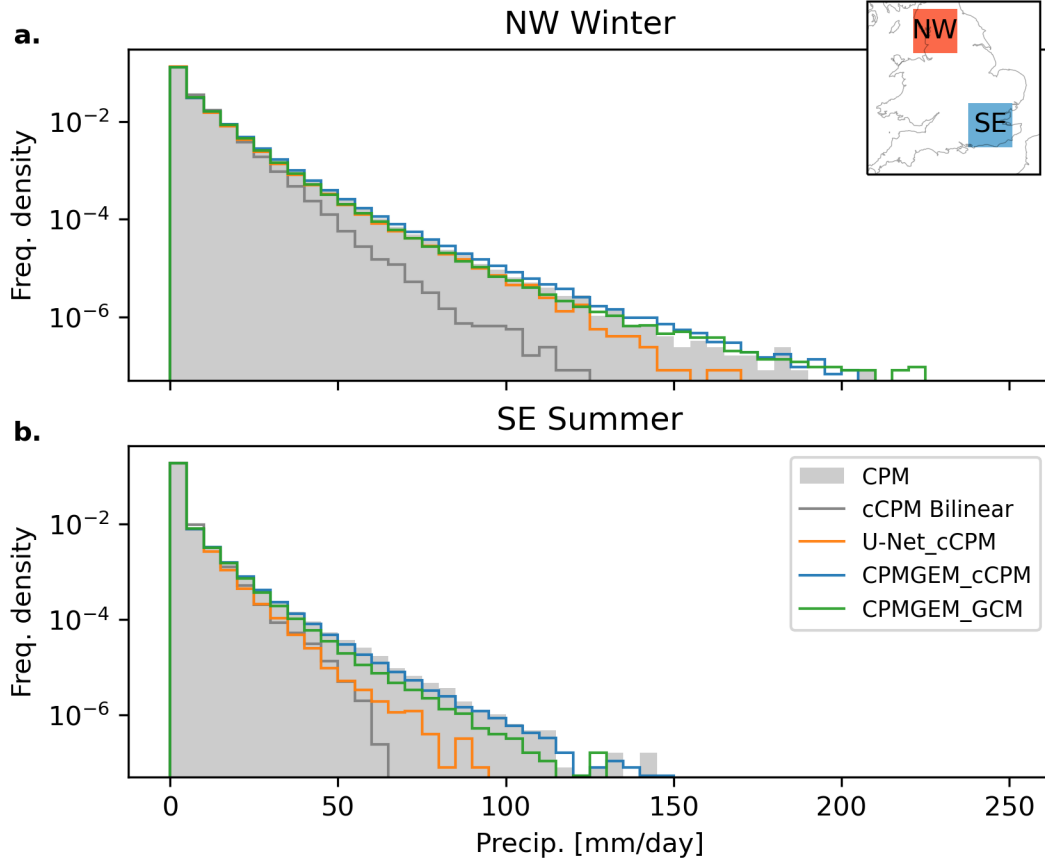 a.
NW Winter
NW
SE
Freq. density
10⁻²
10⁻⁴
10⁻⁶
b.
SE Summer
CPM
cCPM Bilinear
U-Net_cCPM
CPMGEM_cCPM
CPMGEM_GCM
Freq. density
10⁻²
10⁻⁴
10⁻⁶
0 50 100 150 200 250
Precip. [mm/day]